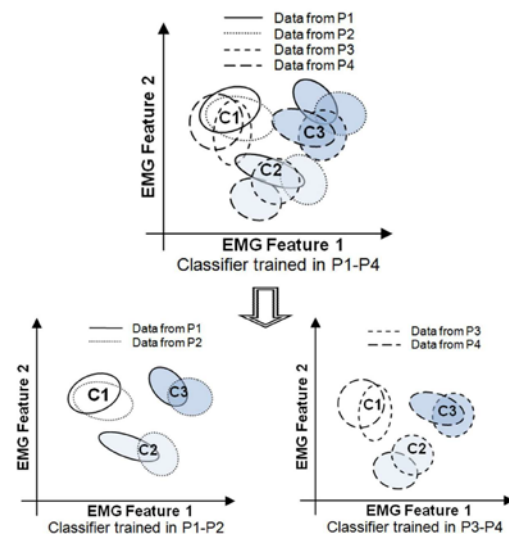 Data from P1
Data from P2
Data from P3
Data from P4
EMG Feature 2
C1
C3
C2
EMG Feature 1
Classifier trained in P1-P4
Data from P1
Data from P2
EMG Feature 2
C1
C3
C2
EMG Feature 1
Classifier trained in P1-P2
Data from P3
Data from P4
EMG Feature 2
C1
C3
C2
EMG Feature 1
Classifier trained in P3-P4